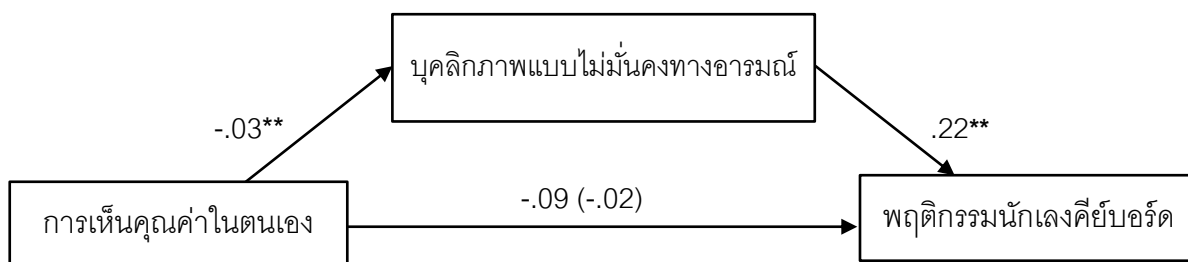 บุคลิกภาพแบบไม่มั่นคงทางอารมณ์
-.03**
.22**
-.09 (-.02)
การเห็นคุณค่าในตนเอง
พฤติกรรมนักเลงคีย์บอร์ด